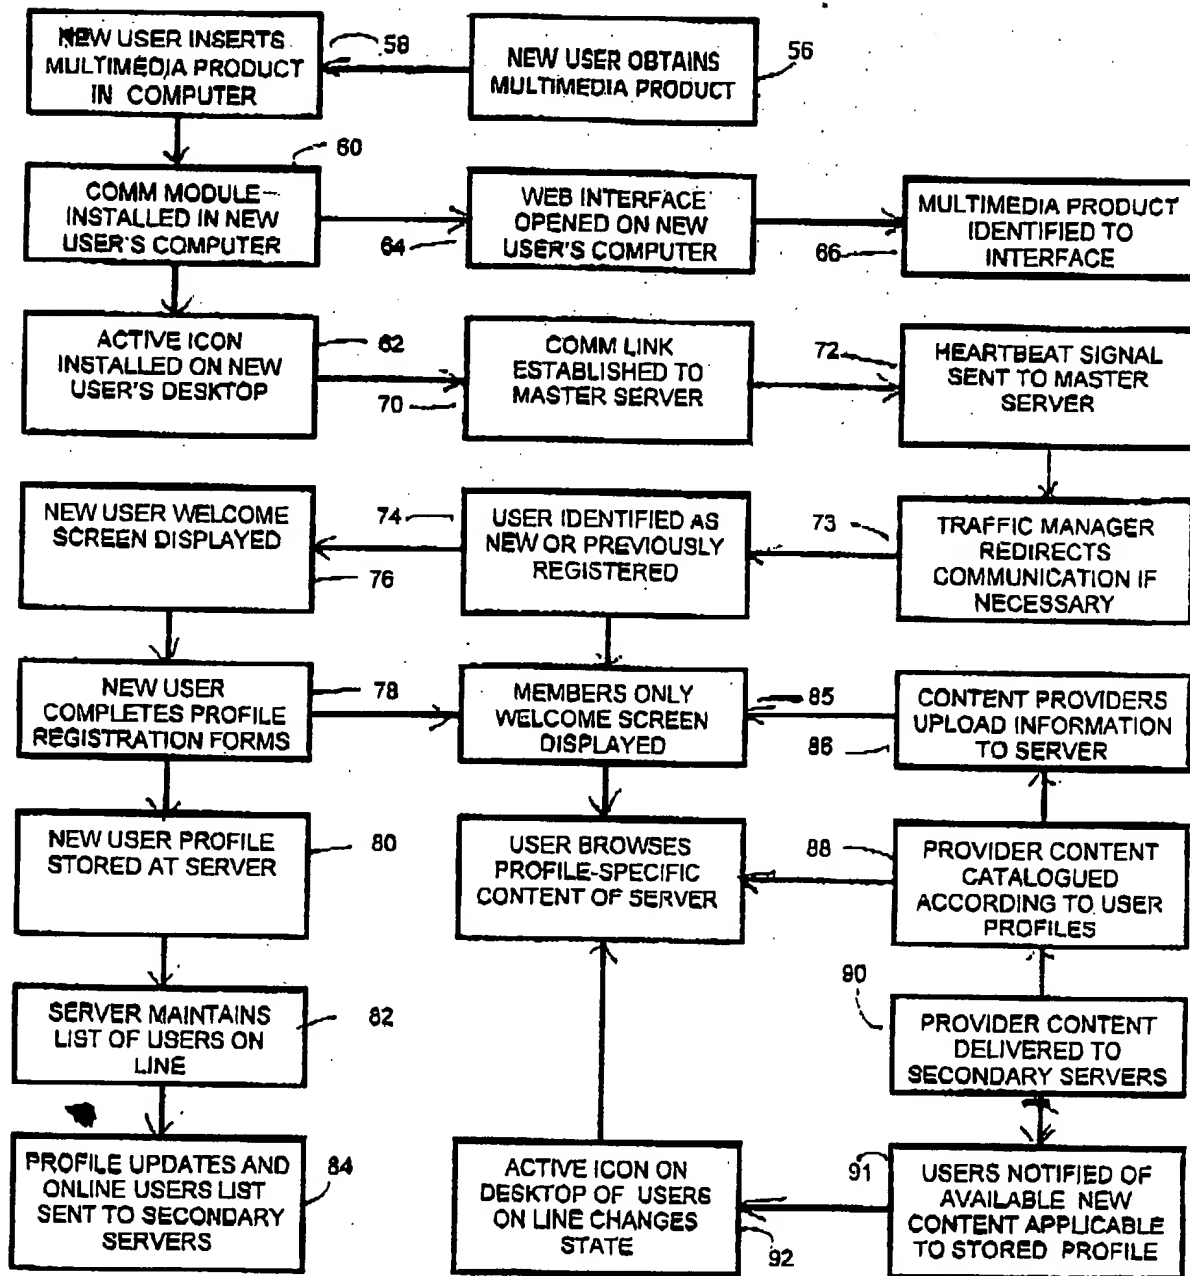 NEW USER INSERTS
MULTIMEDIA PRODUCT
IN COMPUTER
58
NEW USER OBTAINS
MULTIMEDIA PRODUCT
56
60
COMM MODULE
INSTALLED IN NEW
USER'S COMPUTER
64
WEB INTERFACE
OPENED ON NEW
USER'S COMPUTER
66
MULTIMEDIA PRODUCT
IDENTIFIED TO
INTERFACE
ACTIVE ICON
INSTALLED ON NEW
USER'S DESKTOP
62
70
COMM LINK
ESTABLISHED TO
MASTER SERVER
72
HEARTBEAT SIGNAL
SENT TO MASTER
SERVER
NEW USER WELCOME
SCREEN DISPLAYED
74
76
USER IDENTIFIED AS
NEW OR PREVIOUSLY
REGISTERED
73
TRAFFIC MANAGER
REDIRECTS
COMMUNICATION IF
NECESSARY
NEW USER
COMPLETES PROFILE
REGISTRATION FORMS
78
MEMBERS ONLY
WELCOME SCREEN
DISPLAYED
85
86
CONTENT PROVIDERS
UPLOAD INFORMATION
TO SERVER
NEW USER PROFILE
STORED AT SERVER
80
USER BROWSES
PROFILE-SPECIFIC
CONTENT OF SERVER
88
PROVIDER CONTENT
CATALOGUED
ACCORDING TO USER
PROFILES
SERVER MAINTAINS
LIST OF USERS ON
LINE
82
90
PROVIDER CONTENT
DELIVERED TO
SECONDARY SERVERS
PROFILE UPDATES AND
ONLINE USERS LIST
SENT TO SECONDARY
SERVERS
84
ACTIVE ICON ON
DESKTOP OF USERS
ON LINE CHANGES
STATE
91
92
USERS NOTIFIED OF
AVAILABLE NEW
CONTENT APPLICABLE
TO STORED PROFILE